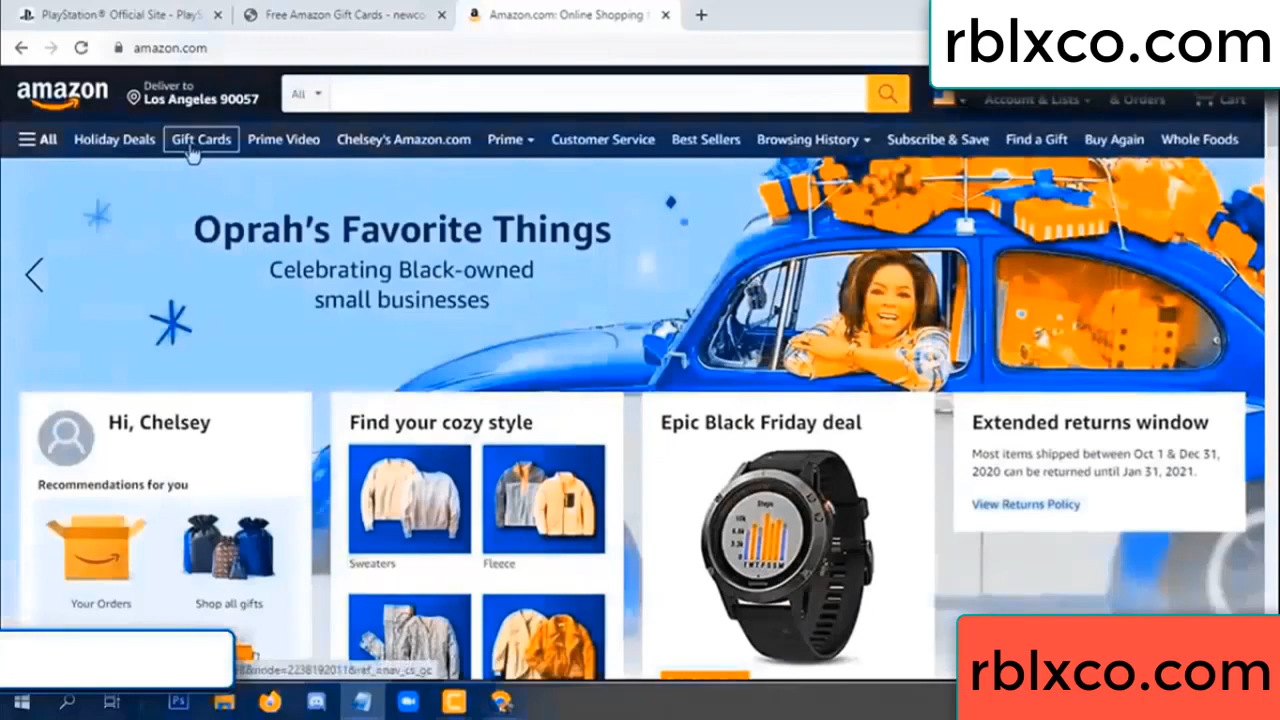 PlayStation® Official Site - PlayS
Free Amazon Gift Cards - newco
Amazon.com: Online Shopping f
amazon.com
rblxco.com
amazon
Deliver to
Los Angeles 90057
All
Account & Lists
& Orders
Cart
All
Holiday Deals
Gift Cards
Prime Video
Chelsey's Amazon.com
Prime
Customer Service
Best Sellers
Browsing History
Subscribe & Save
Find a Gift
Buy Again
Whole Foods
Oprah's Favorite Things
Celebrating Black-owned
small businesses
Hi, Chelsey
Recommendations for you
Your Orders
Shop all gifts
Find your cozy style
Sweaters
Fleece
Epic Black Friday deal
Steps
Extended returns window
Most items shipped between Oct 1 & Dec 31,
2020 can be returned until Jan 31, 2021.
View Returns Policy
rblxco.com
Ps